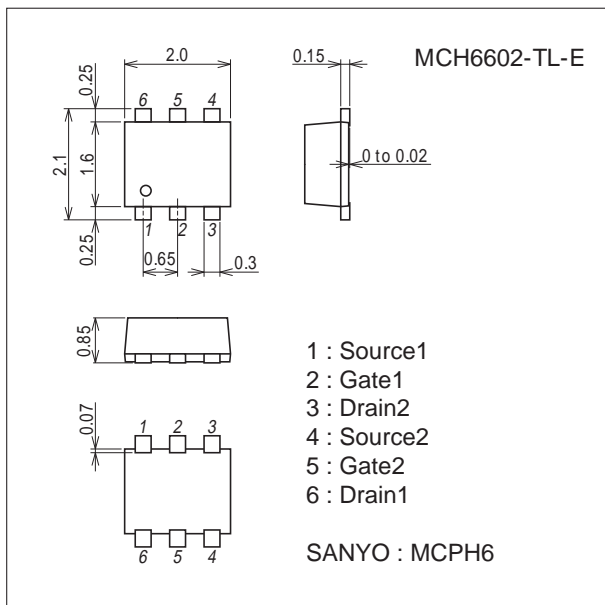 MCH6602-TL-E
2.0
0.15
0.25
6 5 4
2.1
1.6
0 to 0.02
0.25
1 2 3
0.65
0.3
0.85
1 : Source1
2 : Gate1
3 : Drain2
4 : Source2
5 : Gate2
6 : Drain1
0.07
1 2 3
6 5 4
SANYO : MCPH6